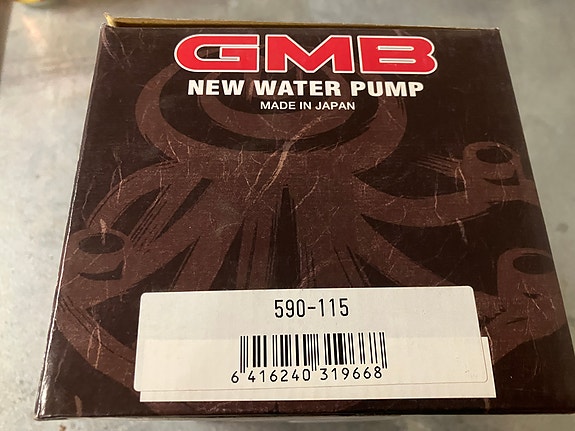 GMB
NEW WATER PUMP
MADE IN JAPAN
590-115
6 416240 319668